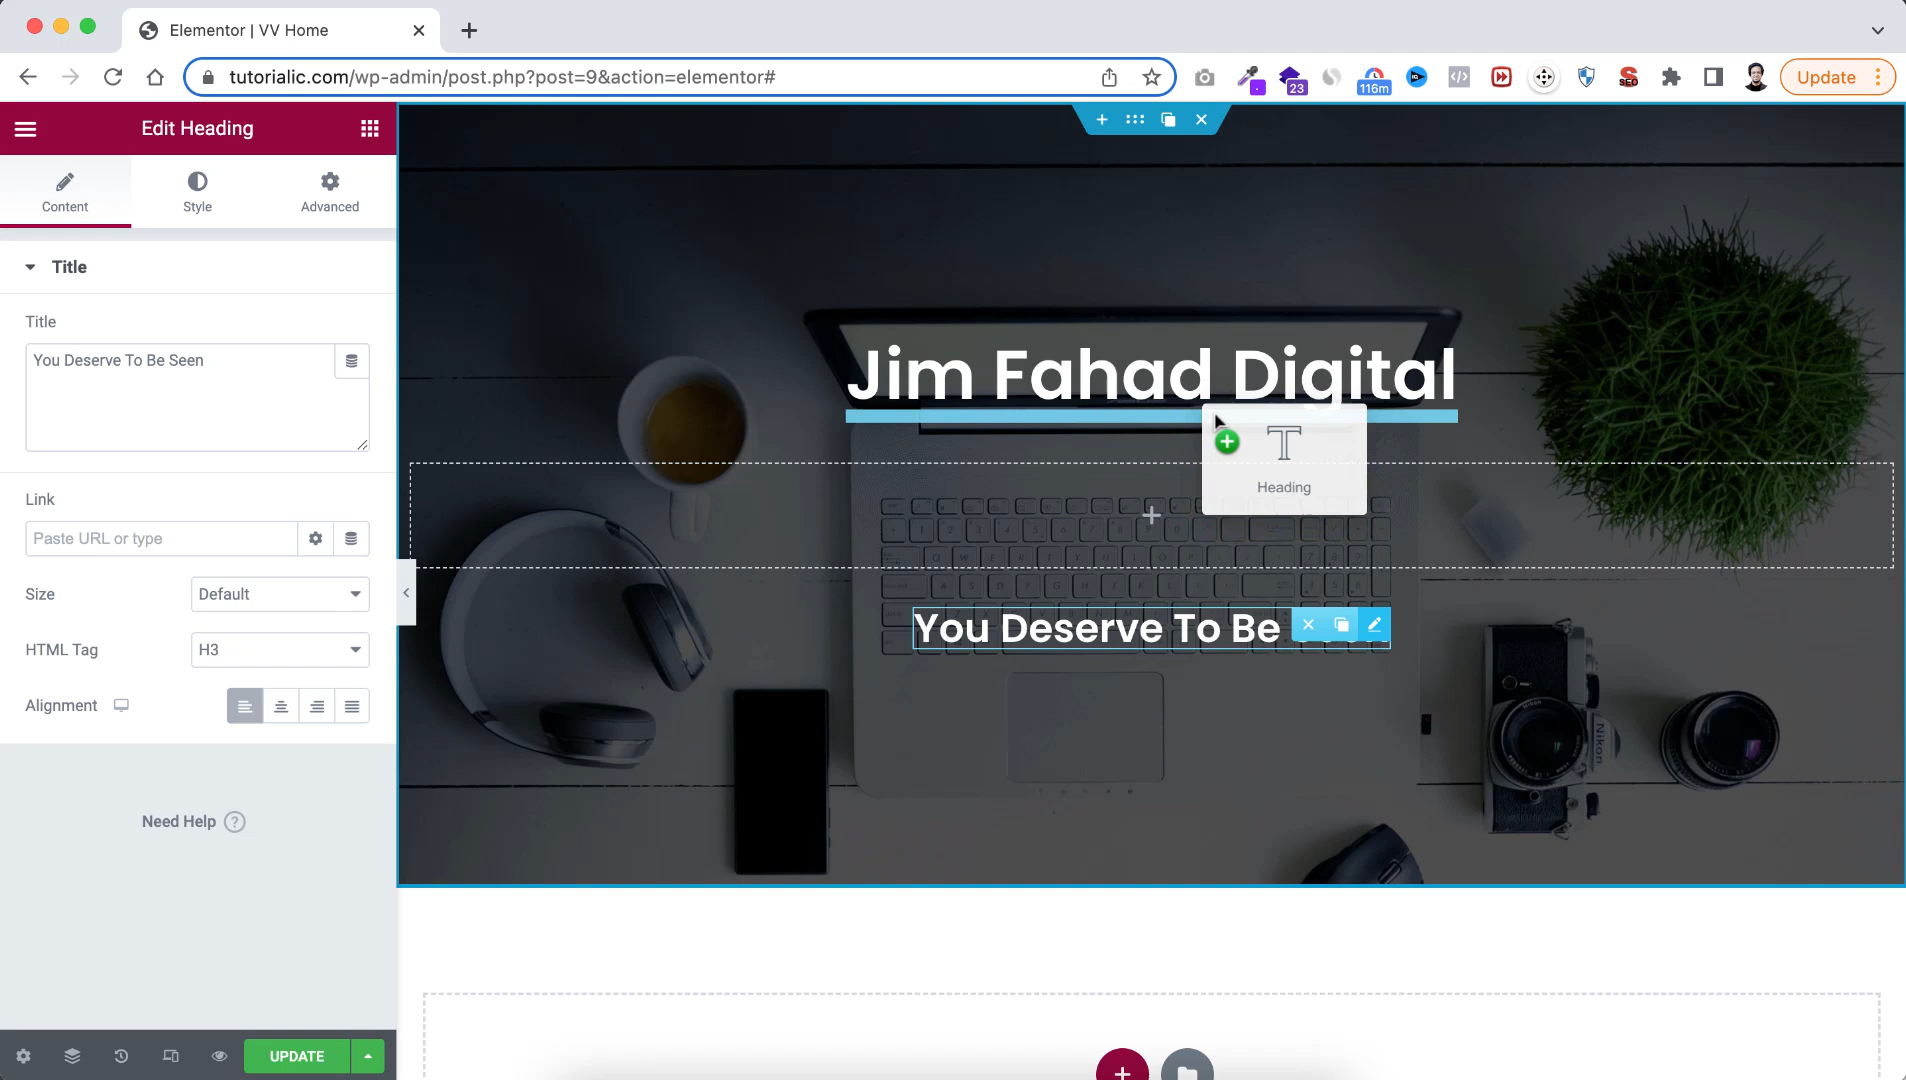 Elementor | VV Home
tutorialic.com/wp-admin/post.php?post=9&action=elementor#
23
116m
SEO
Update
Edit Heading
Content
Style
Advanced
Title
Title
You Deserve To Be Seen
Link
Paste URL or type
Size
Default
HTML Tag
H3
Alignment
Need Help
UPDATE
Jim Fahad Digital
Heading
You Deserve To Be
Nikon